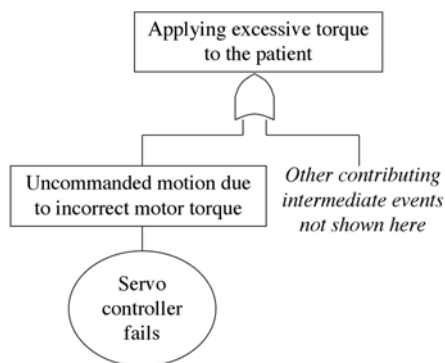 Applying excessive torque
to the patient
Uncommanded motion due
to incorrect motor torque
Other contributing
intermediate events
not shown here
Servo
controller
fails